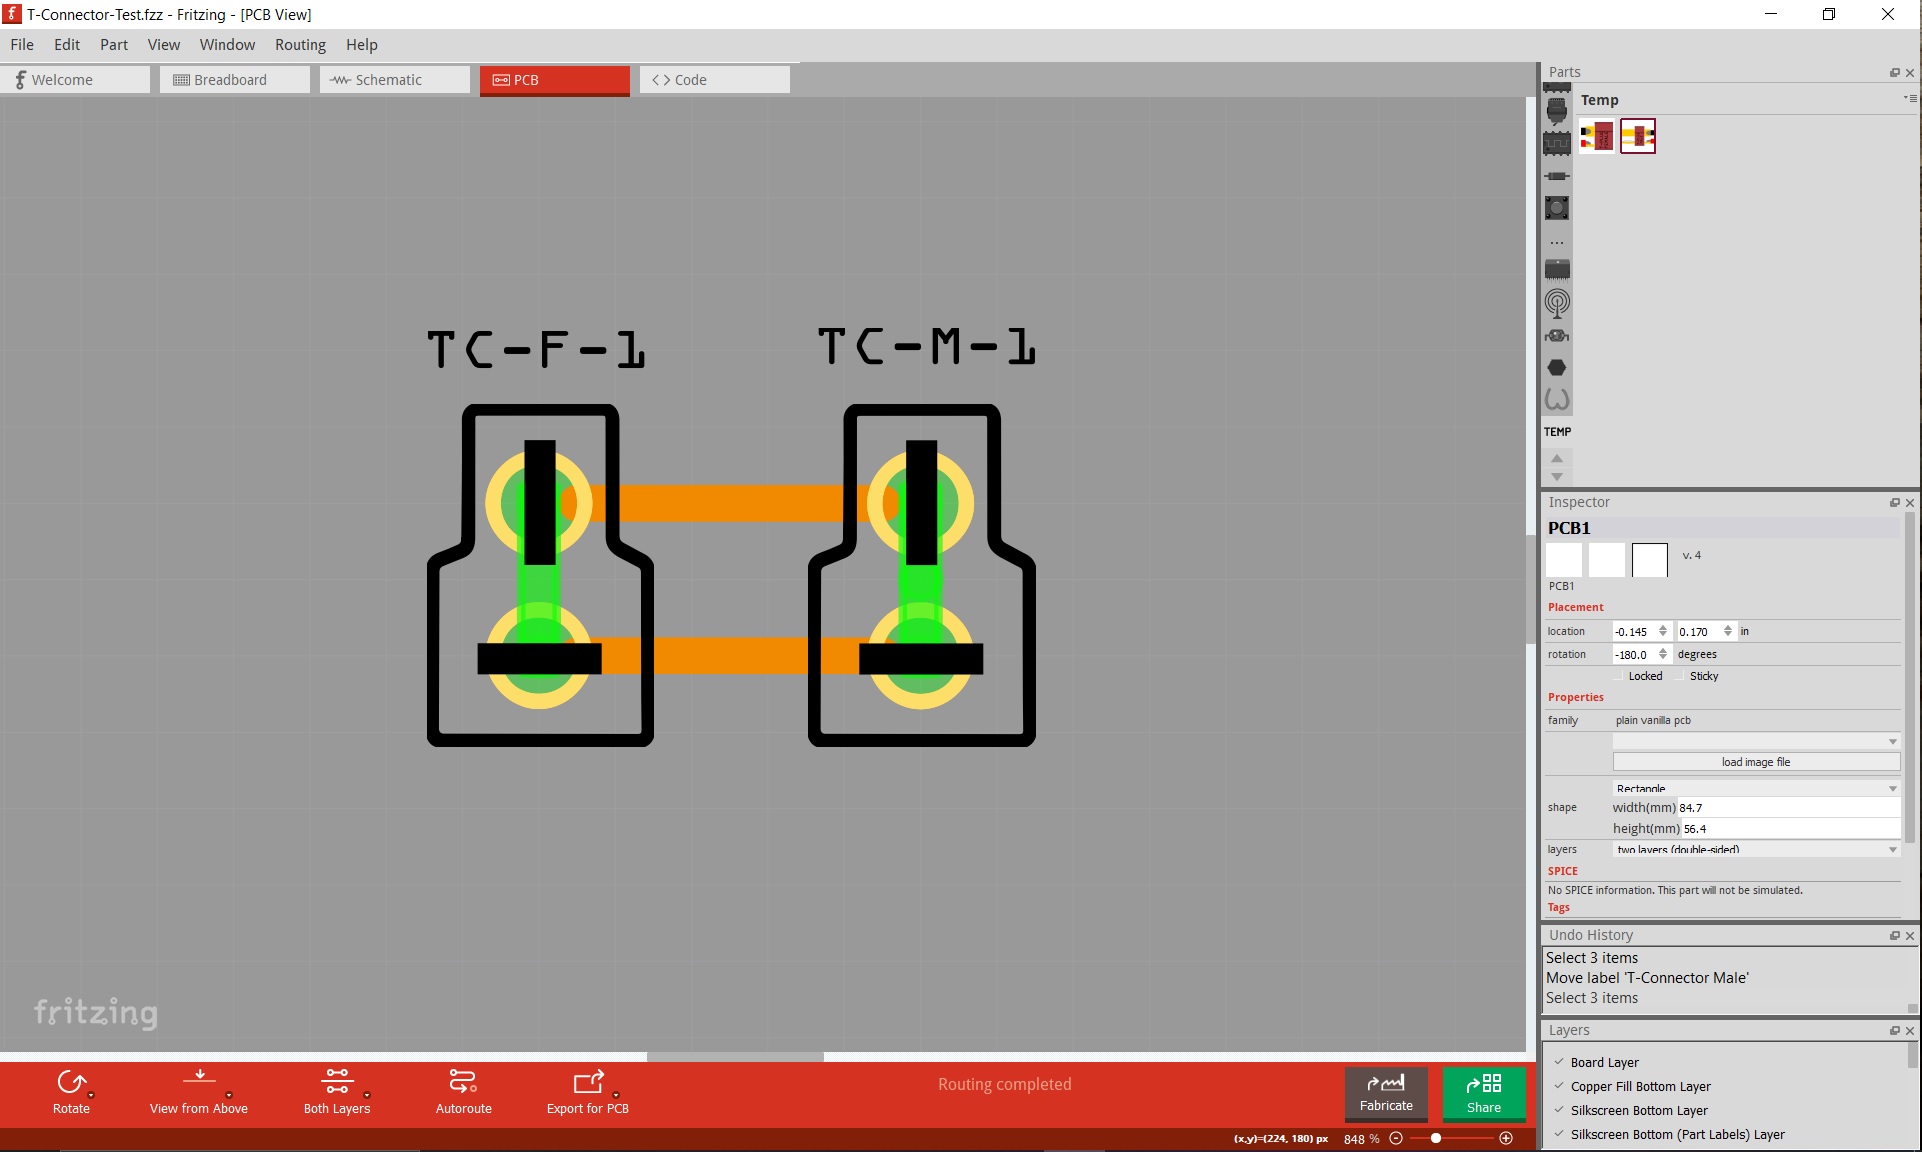 T-Connector-Test.fzz - Fritzing - [PCB View]
File Edit Part View Window Routing Help
Welcome Breadboard Schematic PCB Code
TC-F-1
TC-M-1
fritzing
Parts
Temp
...
TEMP
Inspector
PCB1
v. 4
PCB1
Placement
location -0.145 0.170 in
rotation -180.0 degrees
Locked Sticky
Properties
family plain vanilla pcb
load image file
Rectangle
shape width(mm) 84.7
height(mm) 56.4
layers two layers (double-sided)
SPICE
No SPICE information. This part will not be simulated.
Tags
Undo History
Select 3 items
Move label 'T-Connector Male'
Select 3 items
Layers
Board Layer
Copper Fill Bottom Layer
Silkscreen Bottom Layer
Silkscreen Bottom (Part Labels) Layer
Rotate View from Above Both Layers Autoroute Export for PCB
Routing completed
Fabricate Share
(x,y)=(224, 180) px 848 %